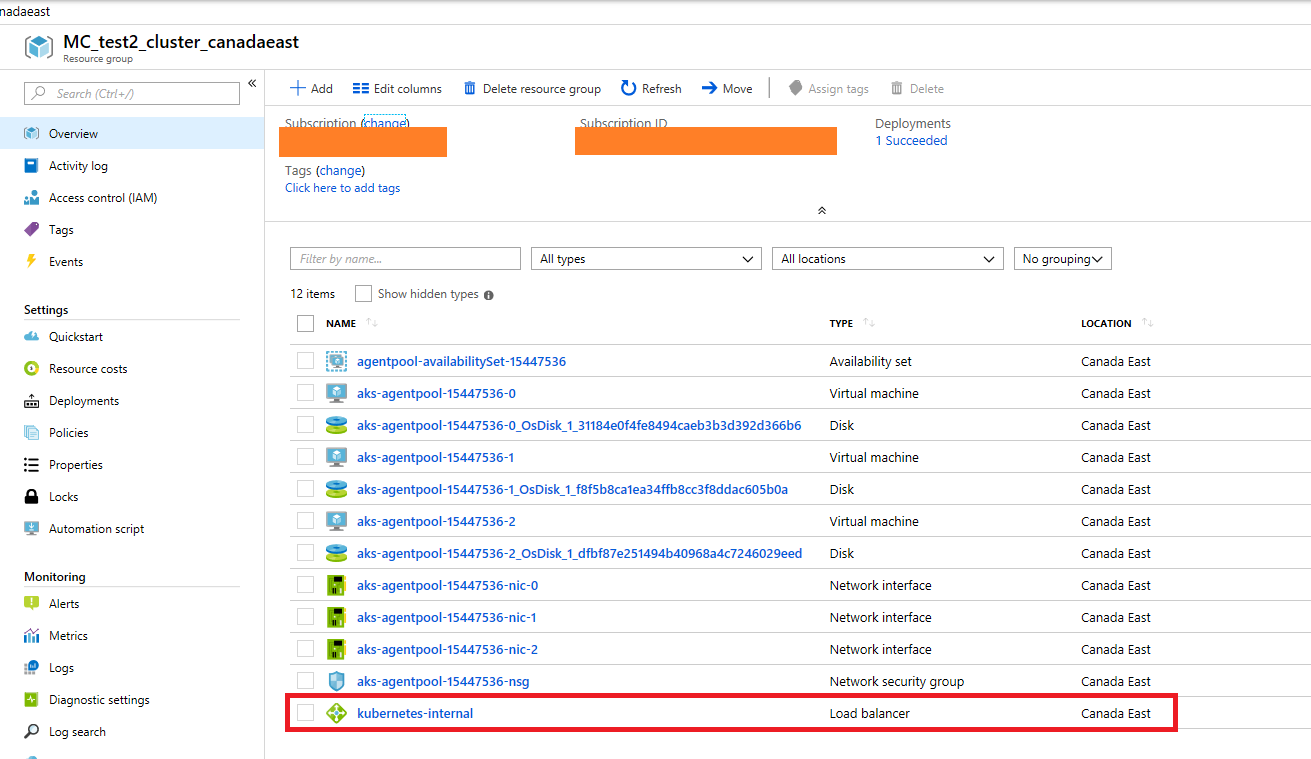 nadaeast
MC_test2_cluster_canadaeast
Resource group
Search (Ctrl+/)
«
Overview
Activity log
Access control (IAM)
Tags
Events
Settings
Quickstart
Resource costs
Deployments
Policies
Properties
Locks
Automation script
Monitoring
Alerts
Metrics
Logs
Diagnostic settings
Log search
Add Edit columns Delete resource group Refresh Move Assign tags Delete
Subscription (change) Subscription ID Deployments
1 Succeeded
Tags (change)
Click here to add tags
Filter by name... All types All locations No grouping
12 items Show hidden types
NAME TYPE LOCATION
agentpool-availabilitySet-15447536 Availability set Canada East
aks-agentpool-15447536-0 Virtual machine Canada East
aks-agentpool-15447536-0_OsDisk_1_31184e0f4fe8494caeb3b3d392d366b6 Disk Canada East
aks-agentpool-15447536-1 Virtual machine Canada East
aks-agentpool-15447536-1_OsDisk_1_f8f5b8ca1ea34ffb8cc3f8ddac605b0a Disk Canada East
aks-agentpool-15447536-2 Virtual machine Canada East
aks-agentpool-15447536-2_OsDisk_1_dfbf87e251494b40968a4c7246029eed Disk Canada East
aks-agentpool-15447536-nic-0 Network interface Canada East
aks-agentpool-15447536-nic-1 Network interface Canada East
aks-agentpool-15447536-nic-2 Network interface Canada East
aks-agentpool-15447536-nsg Network security group Canada East
kubernetes-internal Load balancer Canada East